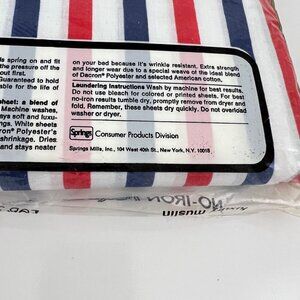 ls spring on and fit
the pressure off the
out first.
Guaranteed to hold
able for the life of
sheet: a blend of
Machine washes,
tays soft and luxu-
ings. White sheets
cron® Polyester's
creasing. Dries
and stays neater
on your bed because it's wrinkle resistant. Extra strength
and longer wear due to a special weave of the ideal blend
of Dacron® Polyester and selected American cotton.
Laundering Instructions Wash by machine for best results.
Do not use bleach for colored or printed sheets. For best
no-iron results tumble dry, promptly remove from dryer and
fold. Remember, these sheets dry quickly. Do not overload
washer or dryer.
Springs Consumer Products Division
Springs Mills, Inc., 104 West 40th St., New York, N.Y. 10018
NO-IRON
muslin